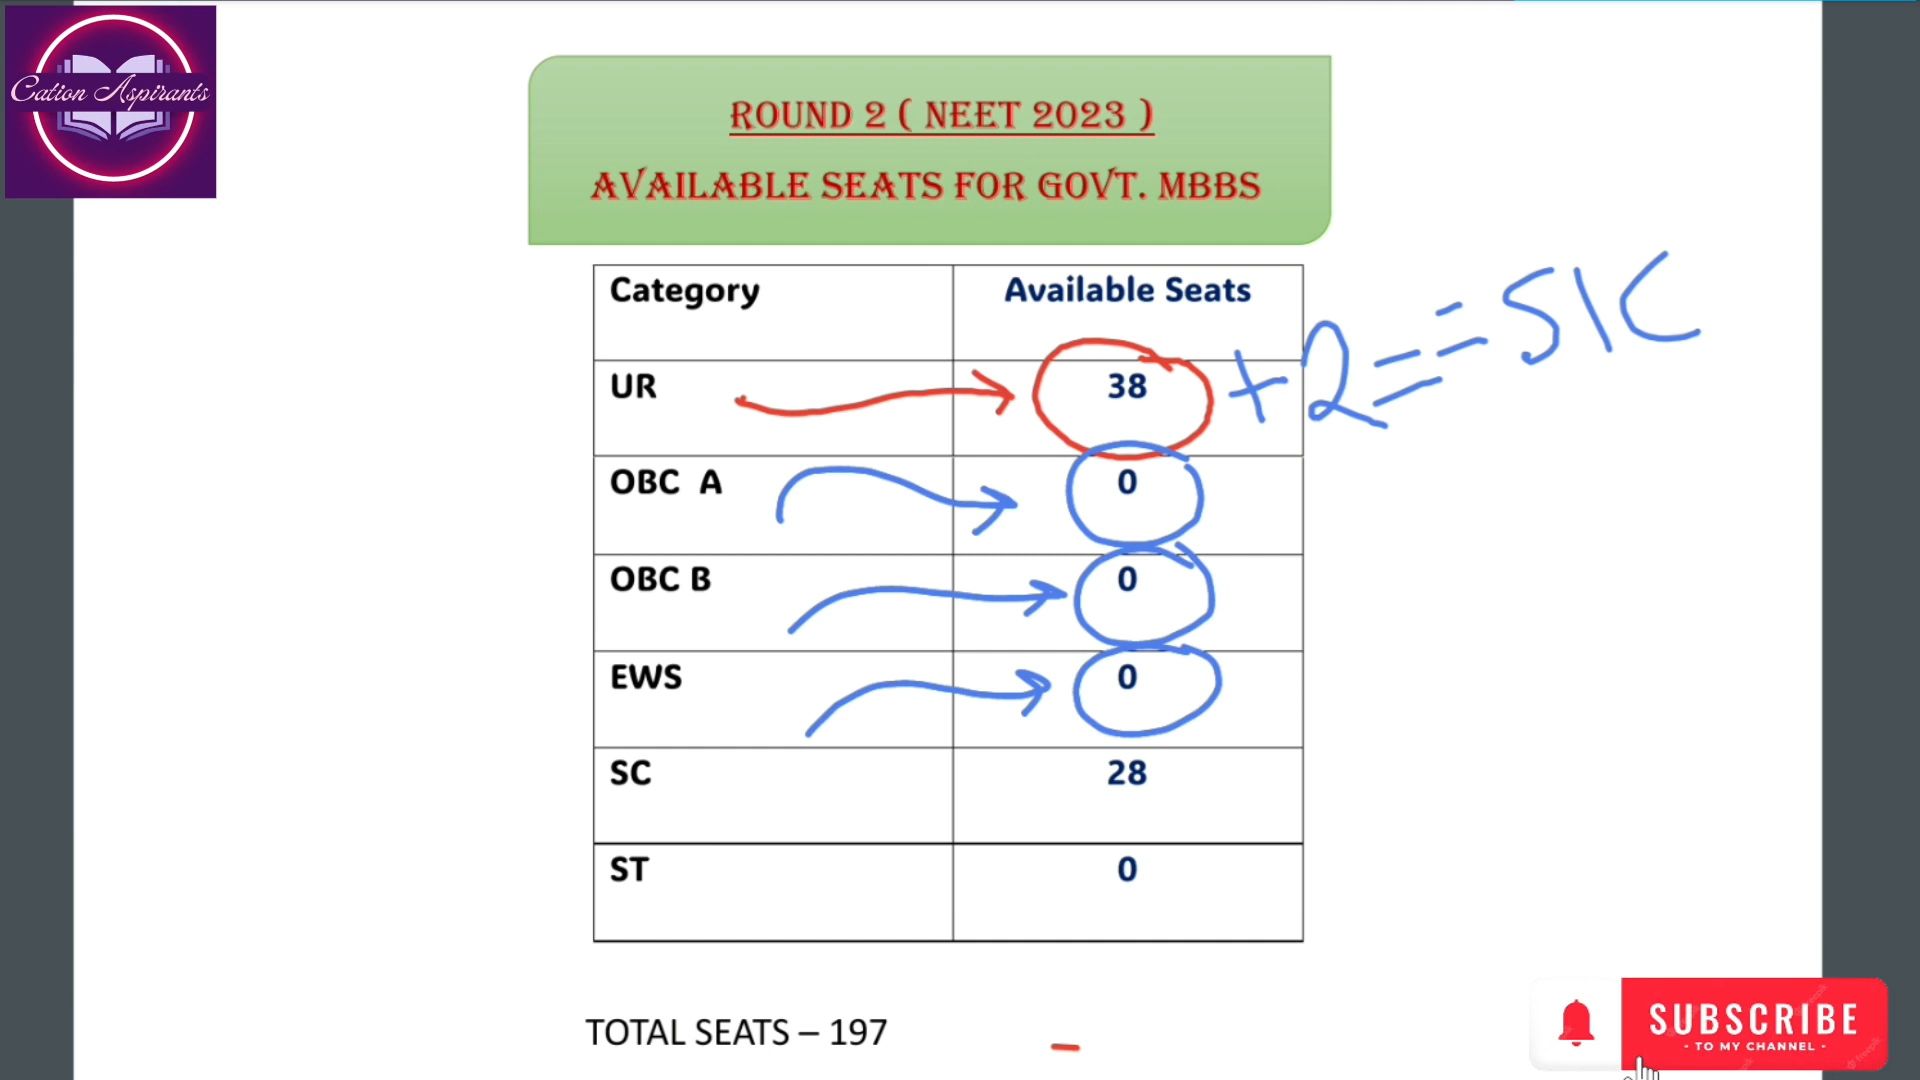 Cation Aspirants
ROUND 2 ( NEET 2023 )
AVAILABLE SEATS FOR GOVT. MBBS
Category Available Seats
UR 38 + 2 == = SIC
OBC A 0
OBC B 0
EWS 0
SC 28
ST 0
TOTAL SEATS – 197
SUBSCRIBE
- TO MY CHANNEL -